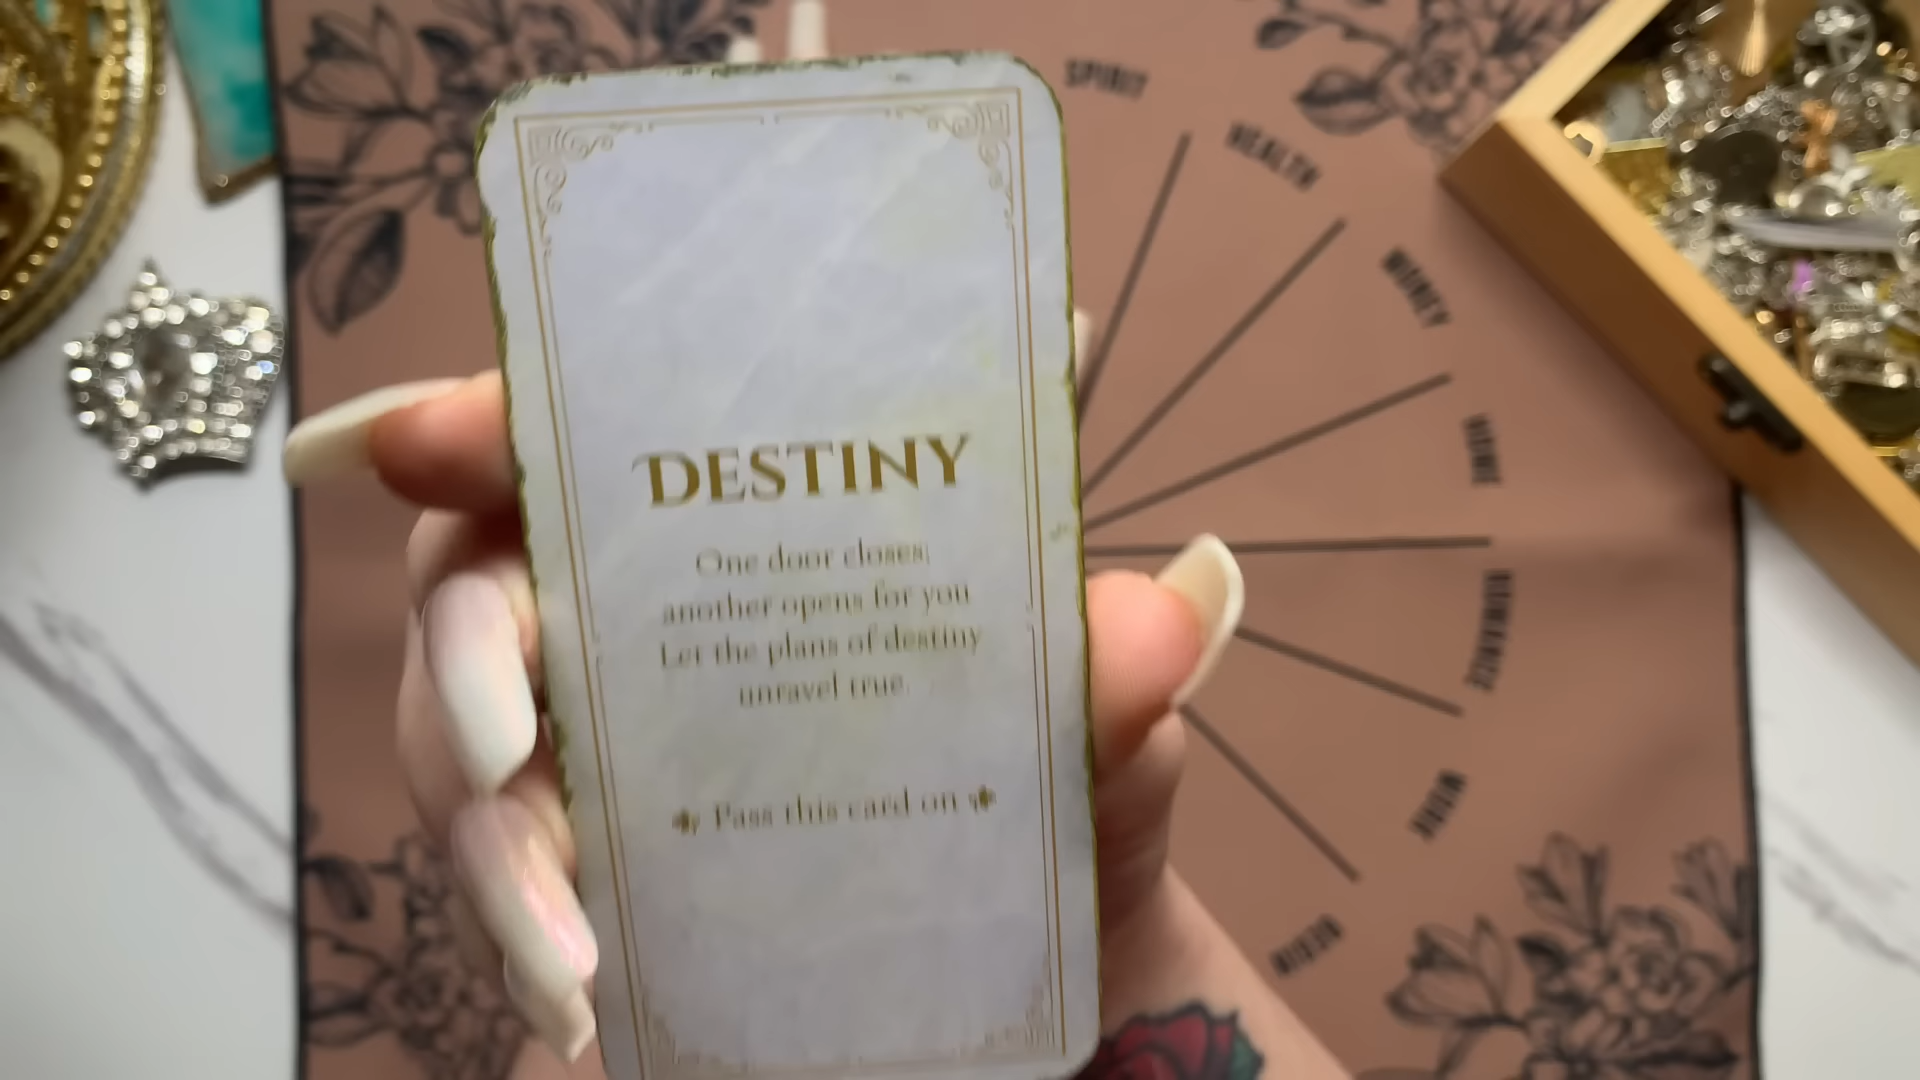 SPIRIT
HEALTH
MONEY
HOME
ROMANCE
WORK
DESTINY
One door closes;
another opens for you
Let the plans of destiny
unravel true.
Pass this card on